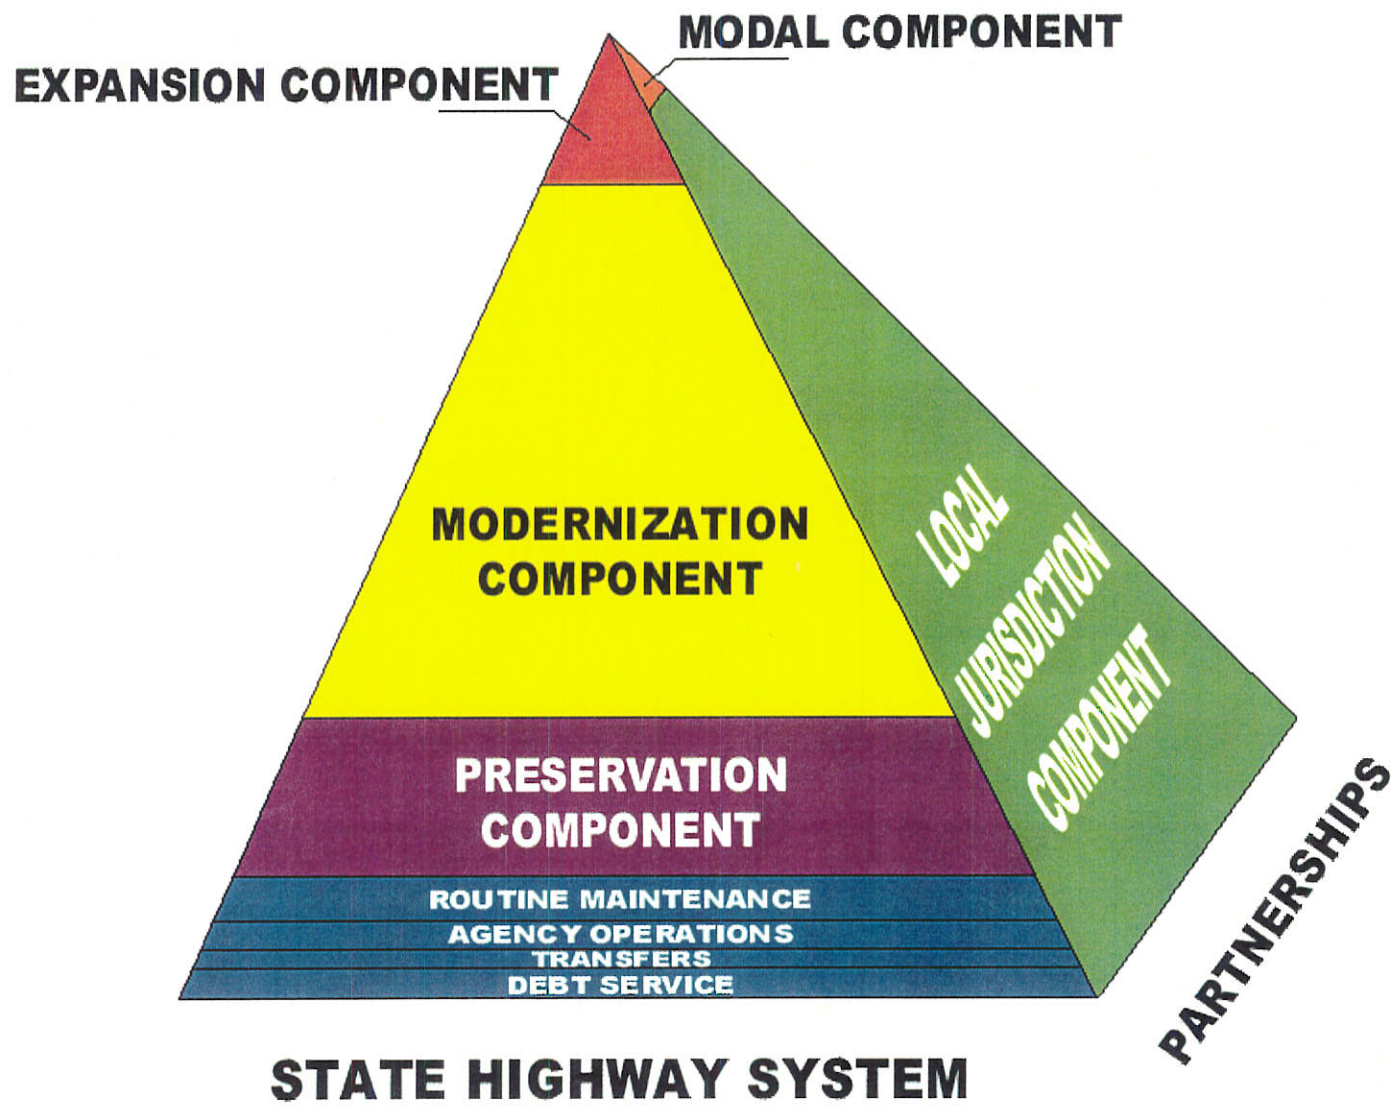 MODAL COMPONENT
EXPANSION COMPONENT
MODERNIZATION
COMPONENT
LOCAL
JURISDICTION
COMPONENT
PRESERVATION
COMPONENT
ROUTINE MAINTENANCE
AGENCY OPERATIONS
TRANSFERS
DEBT SERVICE
PARTNERSHIPS
STATE HIGHWAY SYSTEM